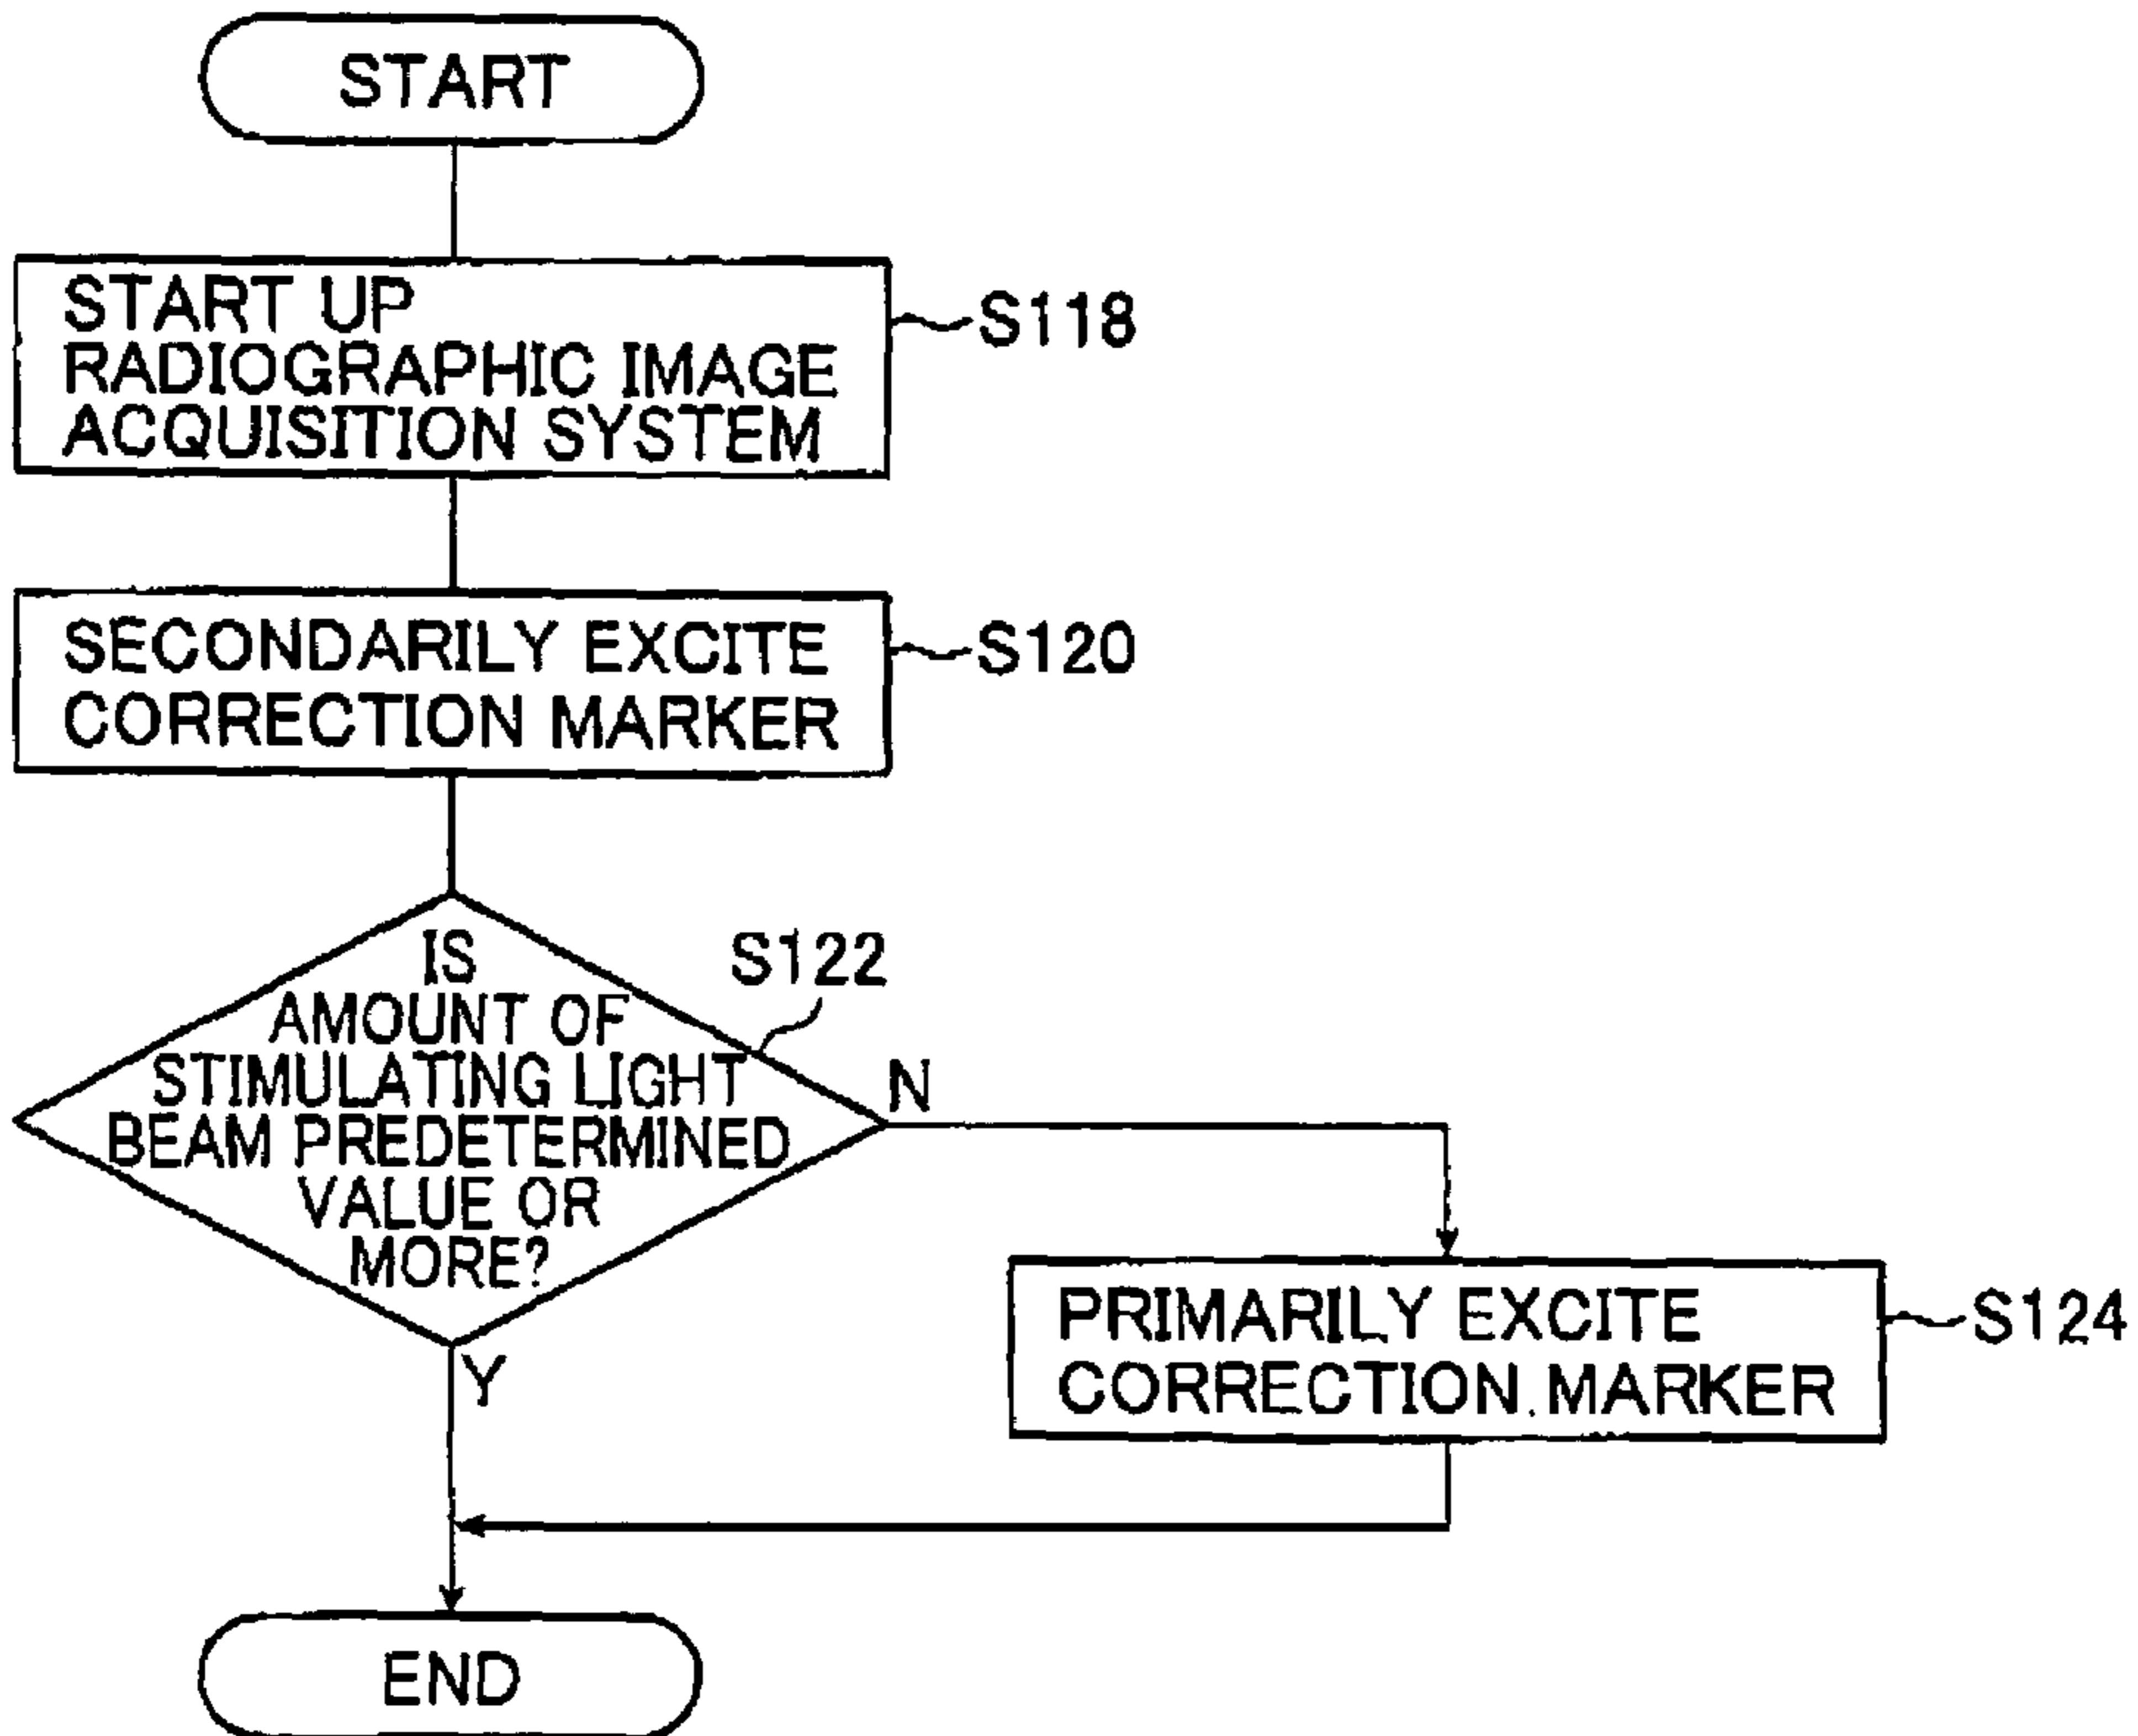 START
START UP
RADIOGRAPHIC IMAGE
ACQUISITION SYSTEM
S118
SECONDARILY EXCITE
CORRECTION MARKER
S120
IS
AMOUNT OF
STIMULATING LIGHT
BEAM PREDETERMINED
VALUE OR
MORE?
S122
N
Y
PRIMARILY EXCITE
CORRECTION MARKER
S124
END